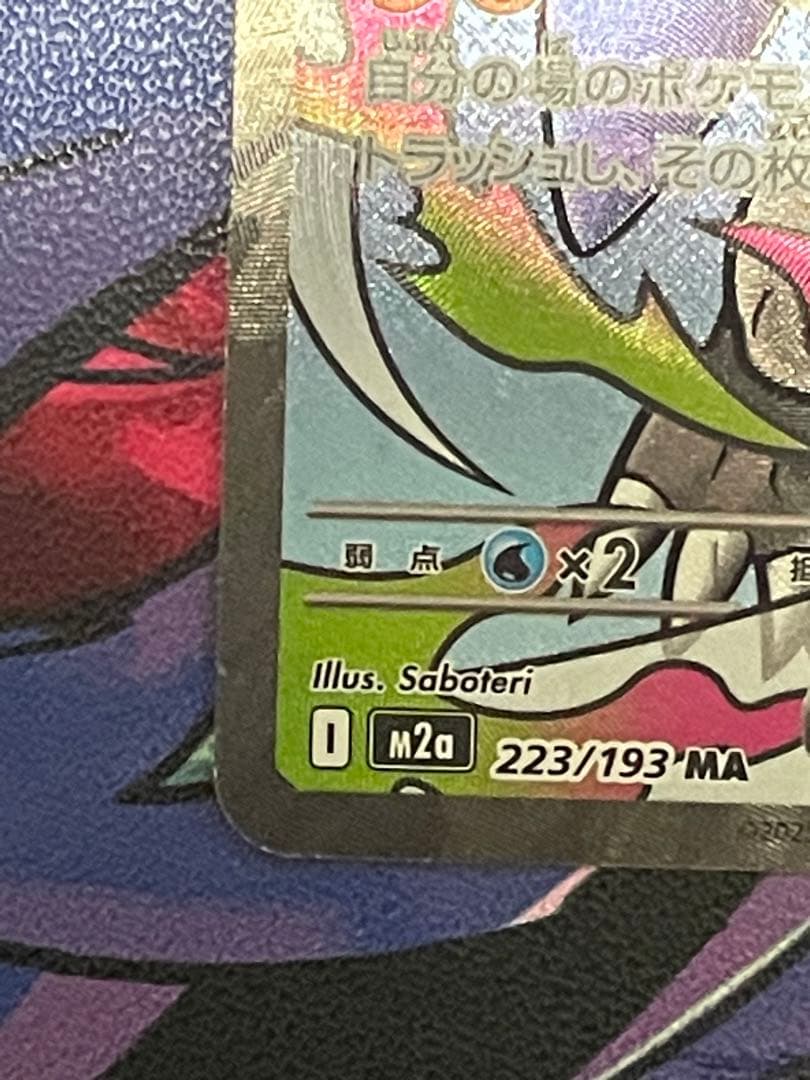 自分の場のポケモ
トラッシュし、その枚
弱 点 ×2
Illus. Saboteri
I M2a 223/193 MA